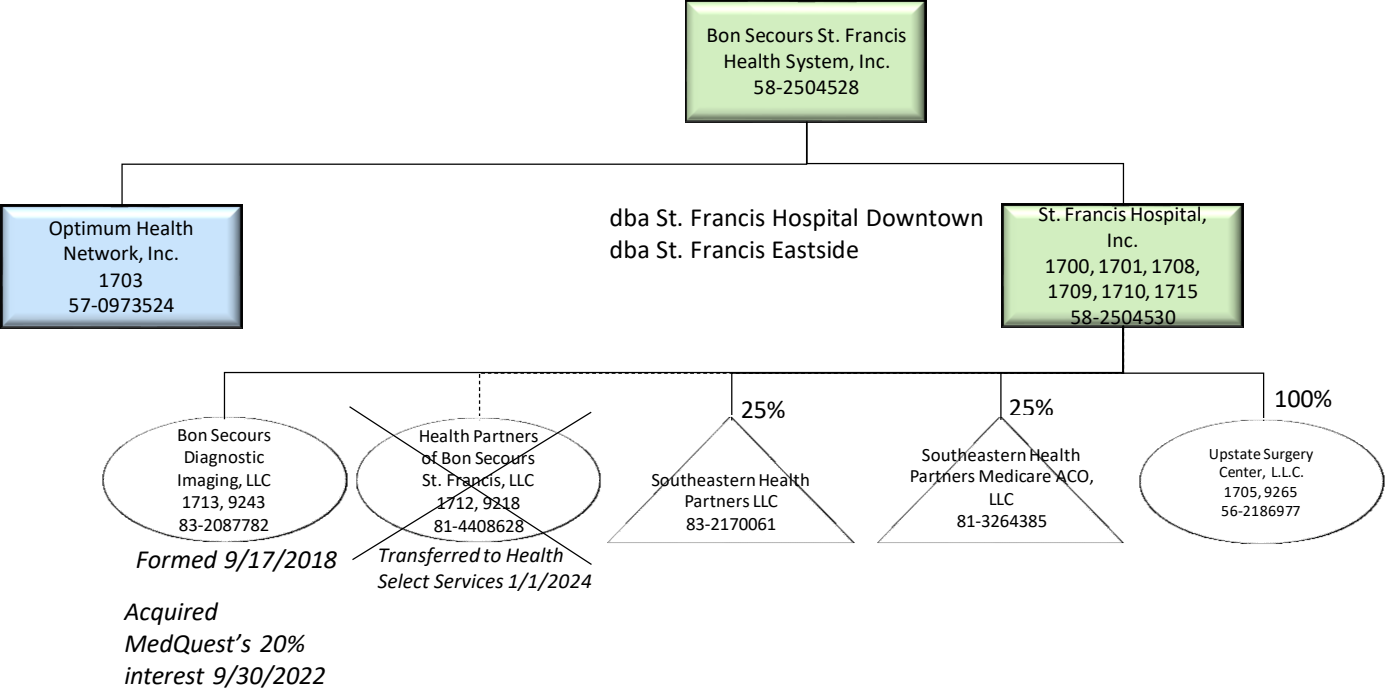 Bon Secours St. Francis
Health System, Inc.
58-2504528
Optimum Health
Network, Inc.
1703
57-0973524
dba St. Francis Hospital Downtown
dba St. Francis Eastside
St. Francis Hospital,
Inc.
1700, 1701, 1708,
1709, 1710, 1715
58-2504530
Bon Secours
Diagnostic
Imaging, LLC
1713, 9243
83-2087782
Formed 9/17/2018
Acquired
MedQuest’s 20%
interest 9/30/2022
Health Partners
of Bon Secours
St. Francis, LLC
1712, 9218
81-4408628
Transferred to Health
Select Services 1/1/2024
25%
Southeastern Health
Partners LLC
83-2170061
25%
Southeastern Health
Partners Medicare ACO,
LLC
81-3264385
100%
Upstate Surgery
Center, L.L.C.
1705, 9265
56-2186977